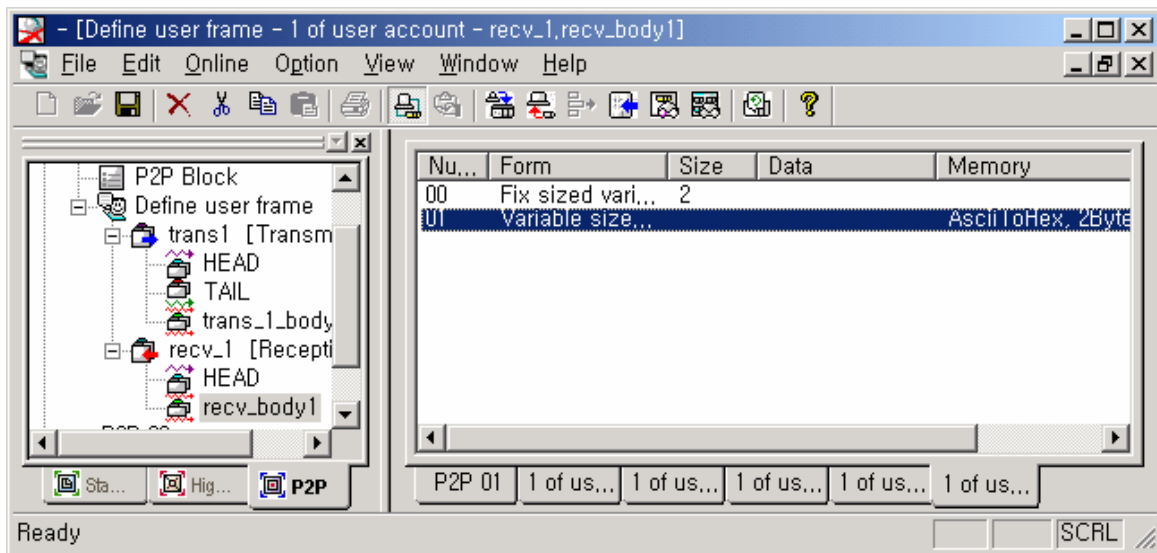 – [Define user frame – 1 of user account – recv_1,recv_body1]
File Edit Online Option View Window Help
P2P Block
Define user frame
trans1 [Transm
HEAD
TAIL
trans_1_body
recv_1 [Recepti
HEAD
recv_body1
Sta... Hig... P2P
Nu... Form Size Data Memory
00 Fix sized vari... 2
01 Variable size... AsciiToHex, 2Byte
P2P 01 1 of us... 1 of us... 1 of us... 1 of us... 1 of us...
Ready SCRL